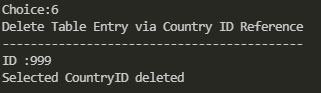 Choice:6
Delete Table Entry via Country ID Reference
-------------------------------------------
ID :999
Selected CountryID deleted